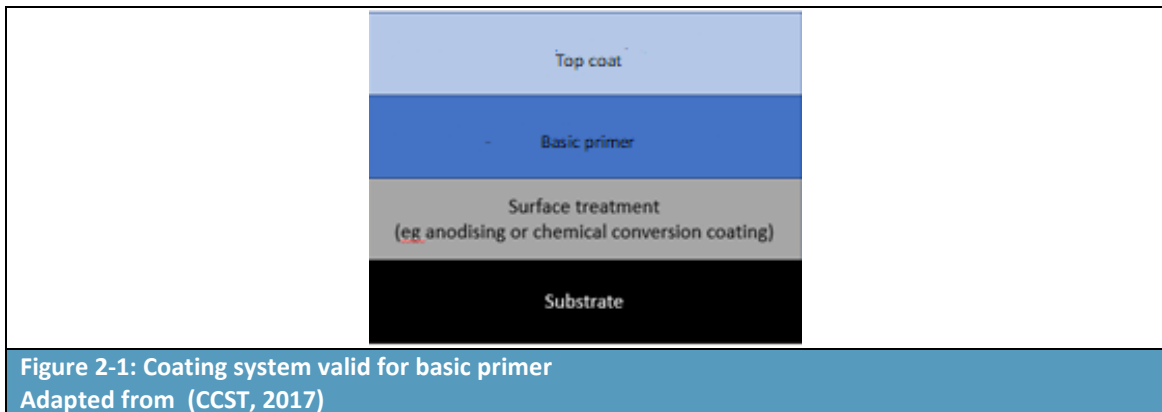 Top coat
Basic primer
Surface treatment
(eg anodising or chemical conversion coating)
Substrate
Figure 2-1: Coating system valid for basic primer
Adapted from (CCST, 2017)